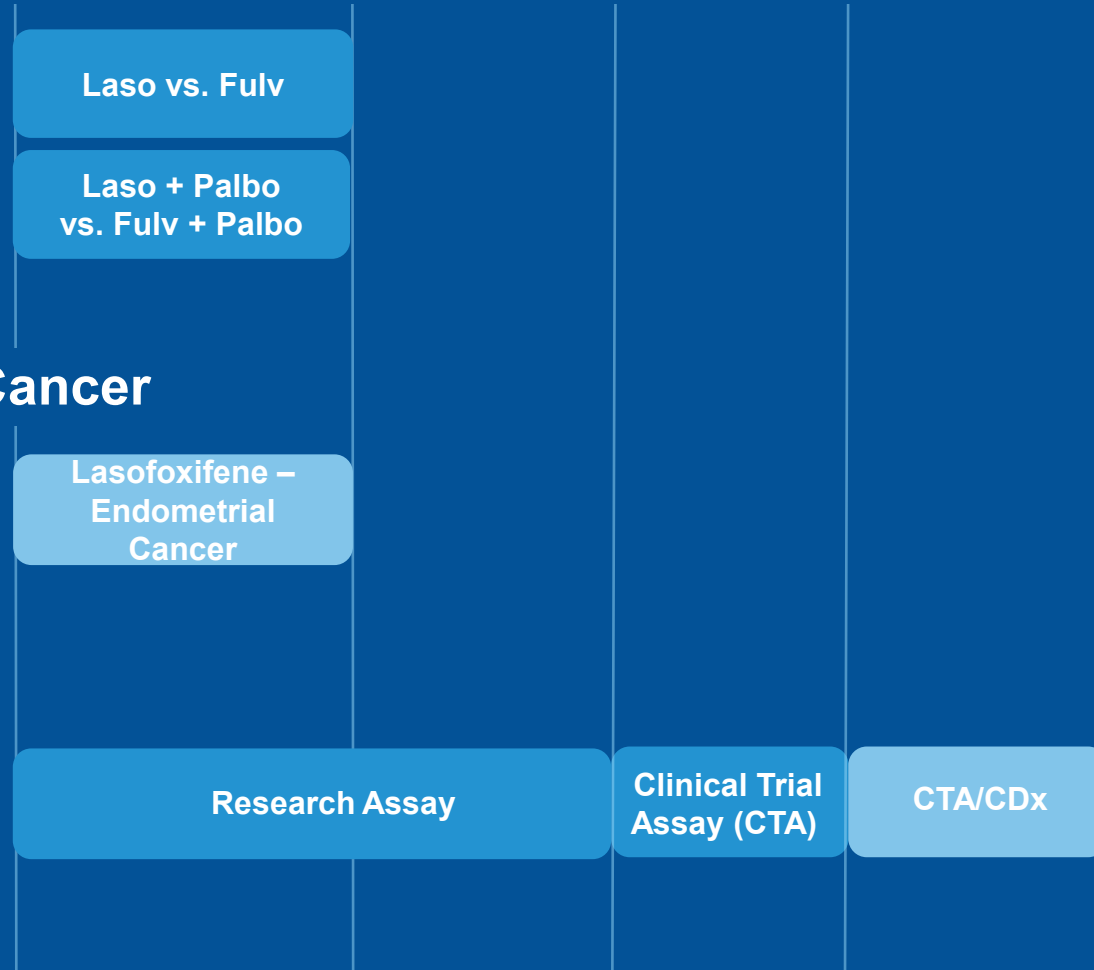 Laso vs. Fulv
Laso + Palbo
vs. Fulv + Palbo
Cancer
Lasofoxifene –
Endometrial
Cancer
Research Assay
Clinical Trial
Assay (CTA)
CTA/CDx